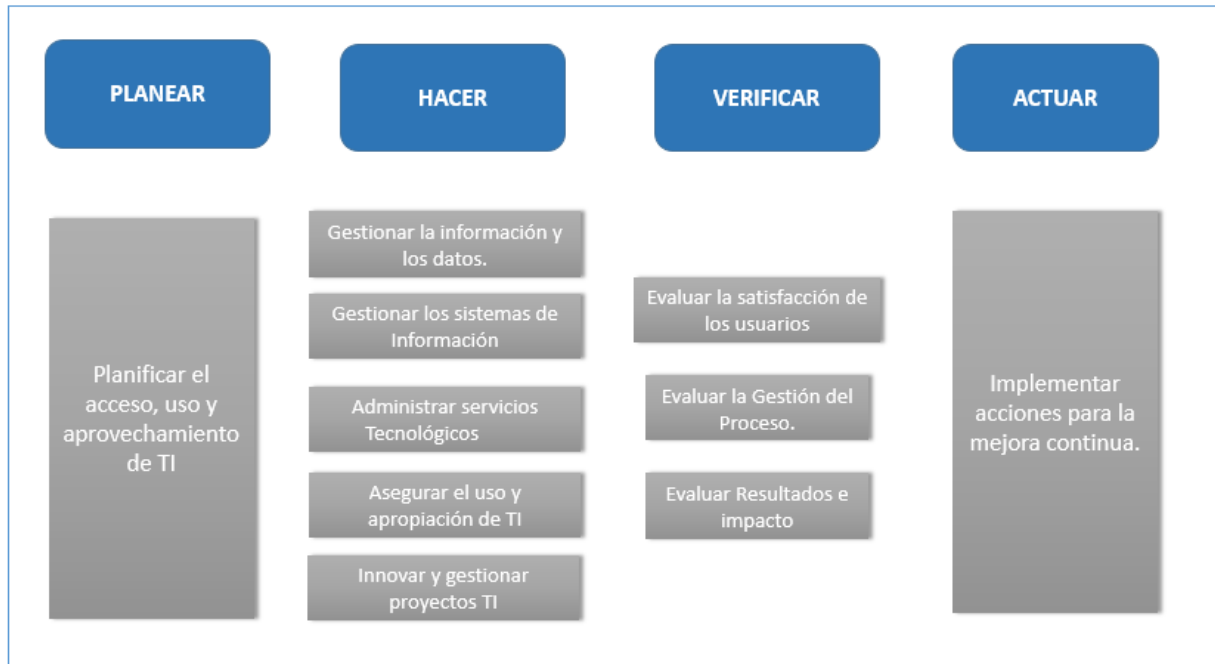 PLANEAR
HACER
VERIFICAR
ACTUAR
Planificar el
acceso, uso y
aprovechamiento
de TI
Gestionar la información y
los datos.
Gestionar los sistemas de
Información
Administrar servicios
Tecnológicos
Asegurar el uso y
apropiación de TI
Innovar y gestionar
proyectos TI
Evaluar la satisfacción de
los usuarios
Evaluar la Gestión del
Proceso.
Evaluar Resultados e
impacto
Implementar
acciones para la
mejora continua.